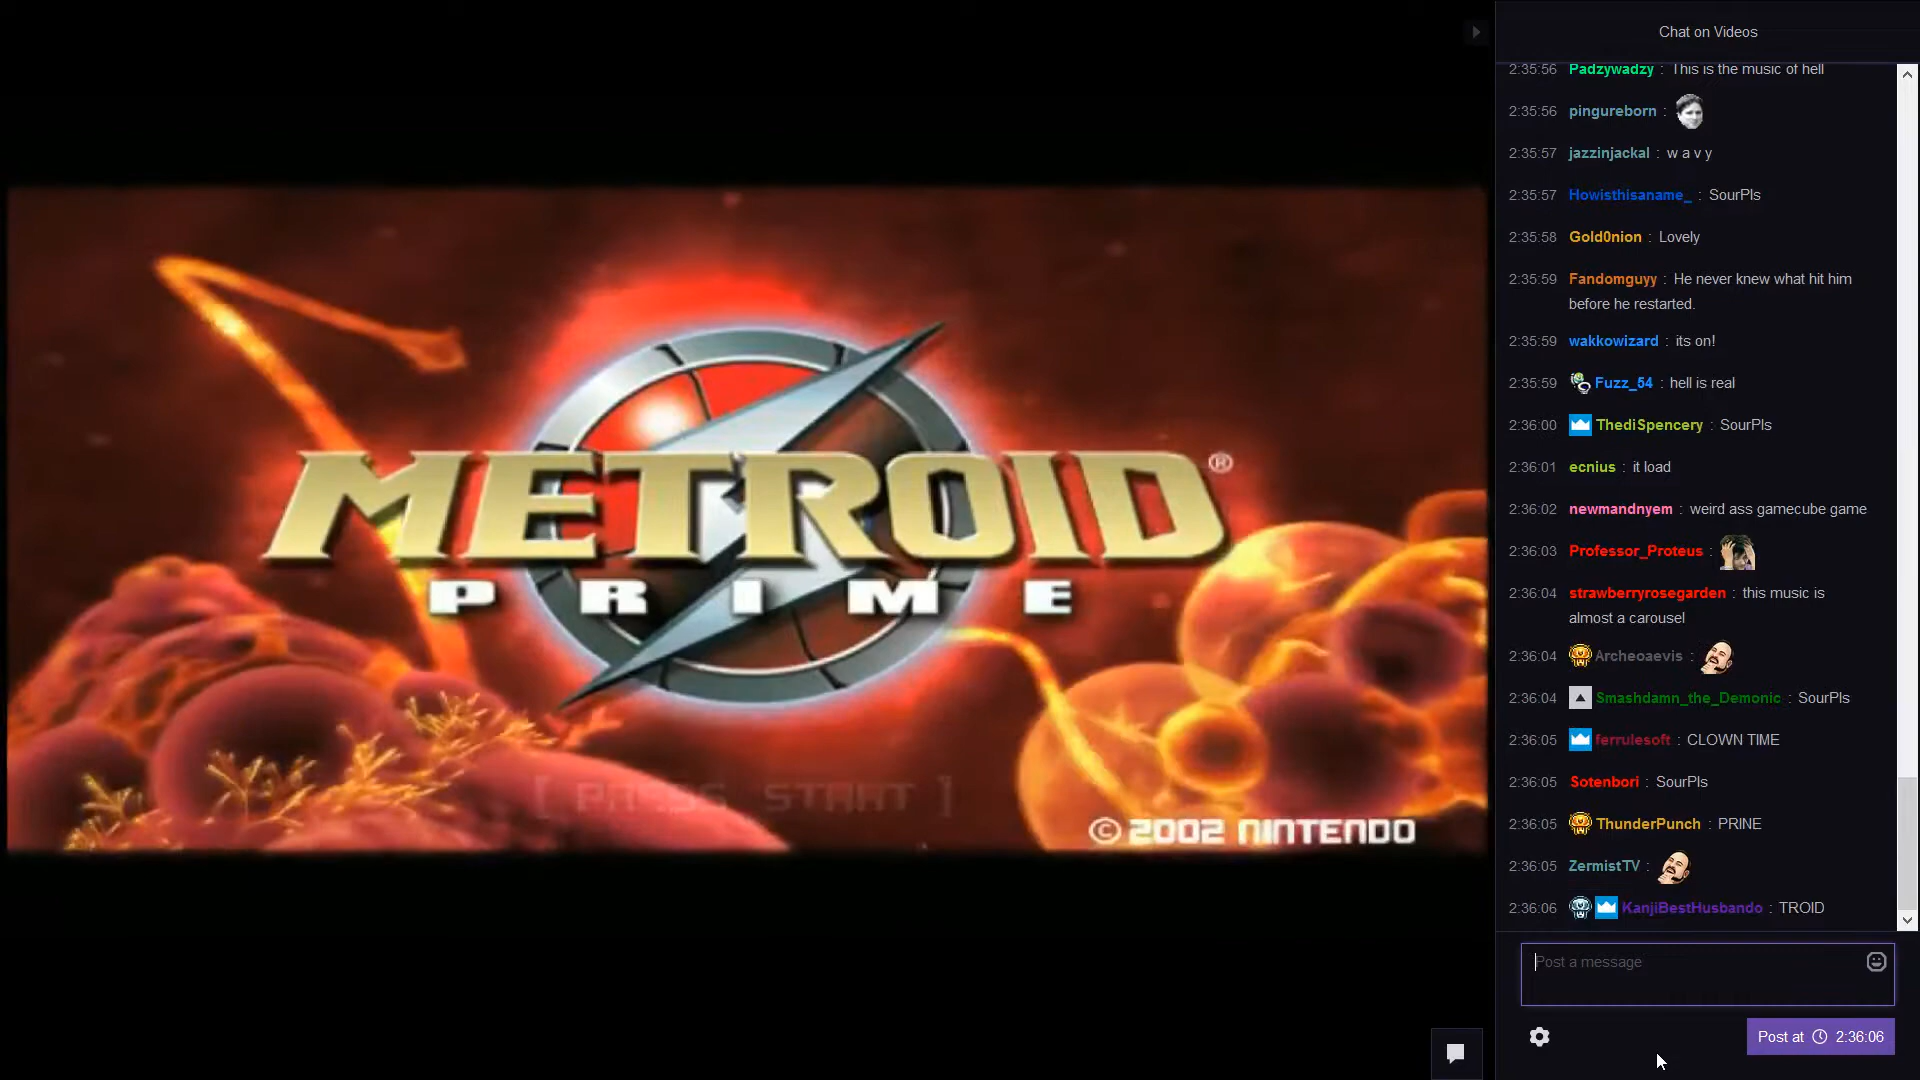 METROID®
PRIME
[ PRESS START ]
© 2002 NINTENDO
Chat on Videos
2:35:56 Padzywadzy : This is the music of hell
2:35:56 pingureborn :
2:35:57 jazzinjackal : w a v y
2:35:57 Howisthisaname_ : SourPls
2:35:58 Gold0nion : Lovely
2:35:59 Fandomguyy : He never knew what hit him
before he restarted.
2:35:59 wakkowizard : its on!
2:35:59 Fuzz_54 : hell is real
2:36:00 ThediSpencery : SourPls
2:36:01 ecnius : it load
2:36:02 newmandnyem : weird ass gamecube game
2:36:03 Professor_Proteus :
2:36:04 strawberryrosegarden : this music is
almost a carousel
2:36:04 Archeoaevis :
2:36:04 Smashdamn_the_Demonic : SourPls
2:36:05 ferrulesoft : CLOWN TIME
2:36:05 Sotenbori : SourPls
2:36:05 ThunderPunch : PRINE
2:36:05 ZermistTV :
2:36:06 KanjiBestHusbando : TROID
Post a message
Post at 2:36:06